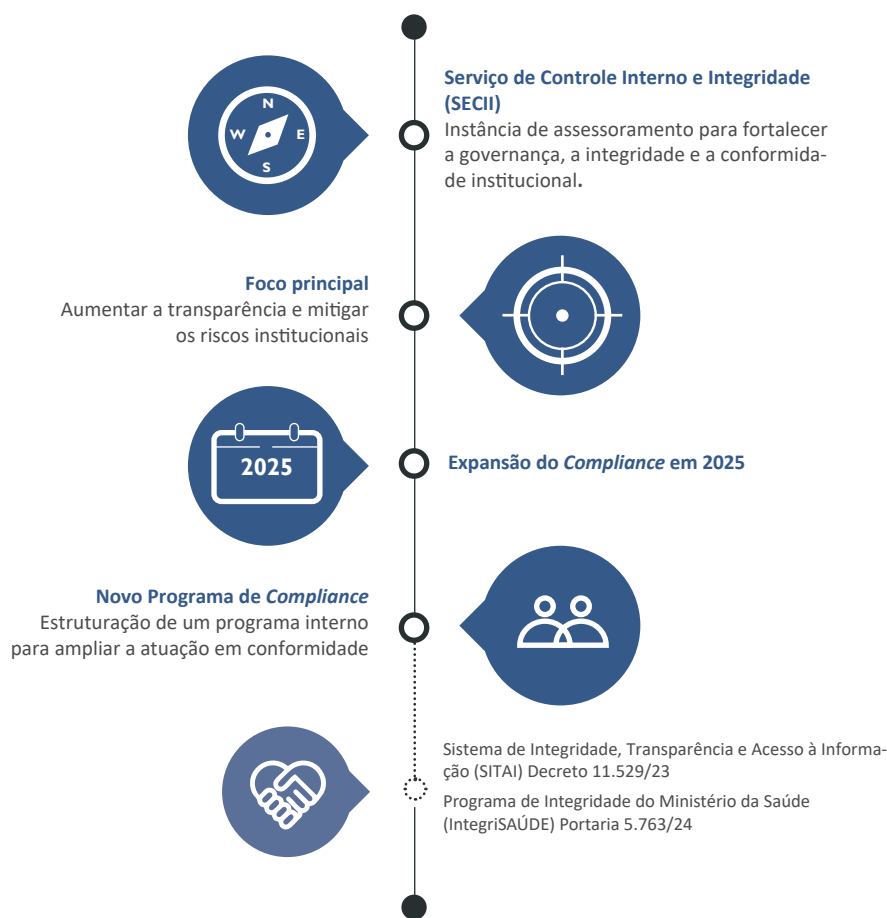 N
W
E
S
Serviço de Controle Interno e Integridade
(SECII)
Instância de assessoramento para fortalecer
a governança, a integridade e a conformida-
de institucional.
Foco principal
Aumentar a transparência e mitigar
os riscos institucionais
2025
Expansão do Compliance em 2025
Novo Programa de Compliance
Estruturação de um programa interno
para ampliar a atuação em conformidade
Sistema de Integridade, Transparência e Acesso à Informa-
ção (SITAI) Decreto 11.529/23
Programa de Integridade do Ministério da Saúde
(IntegriSAÚDE) Portaria 5.763/24